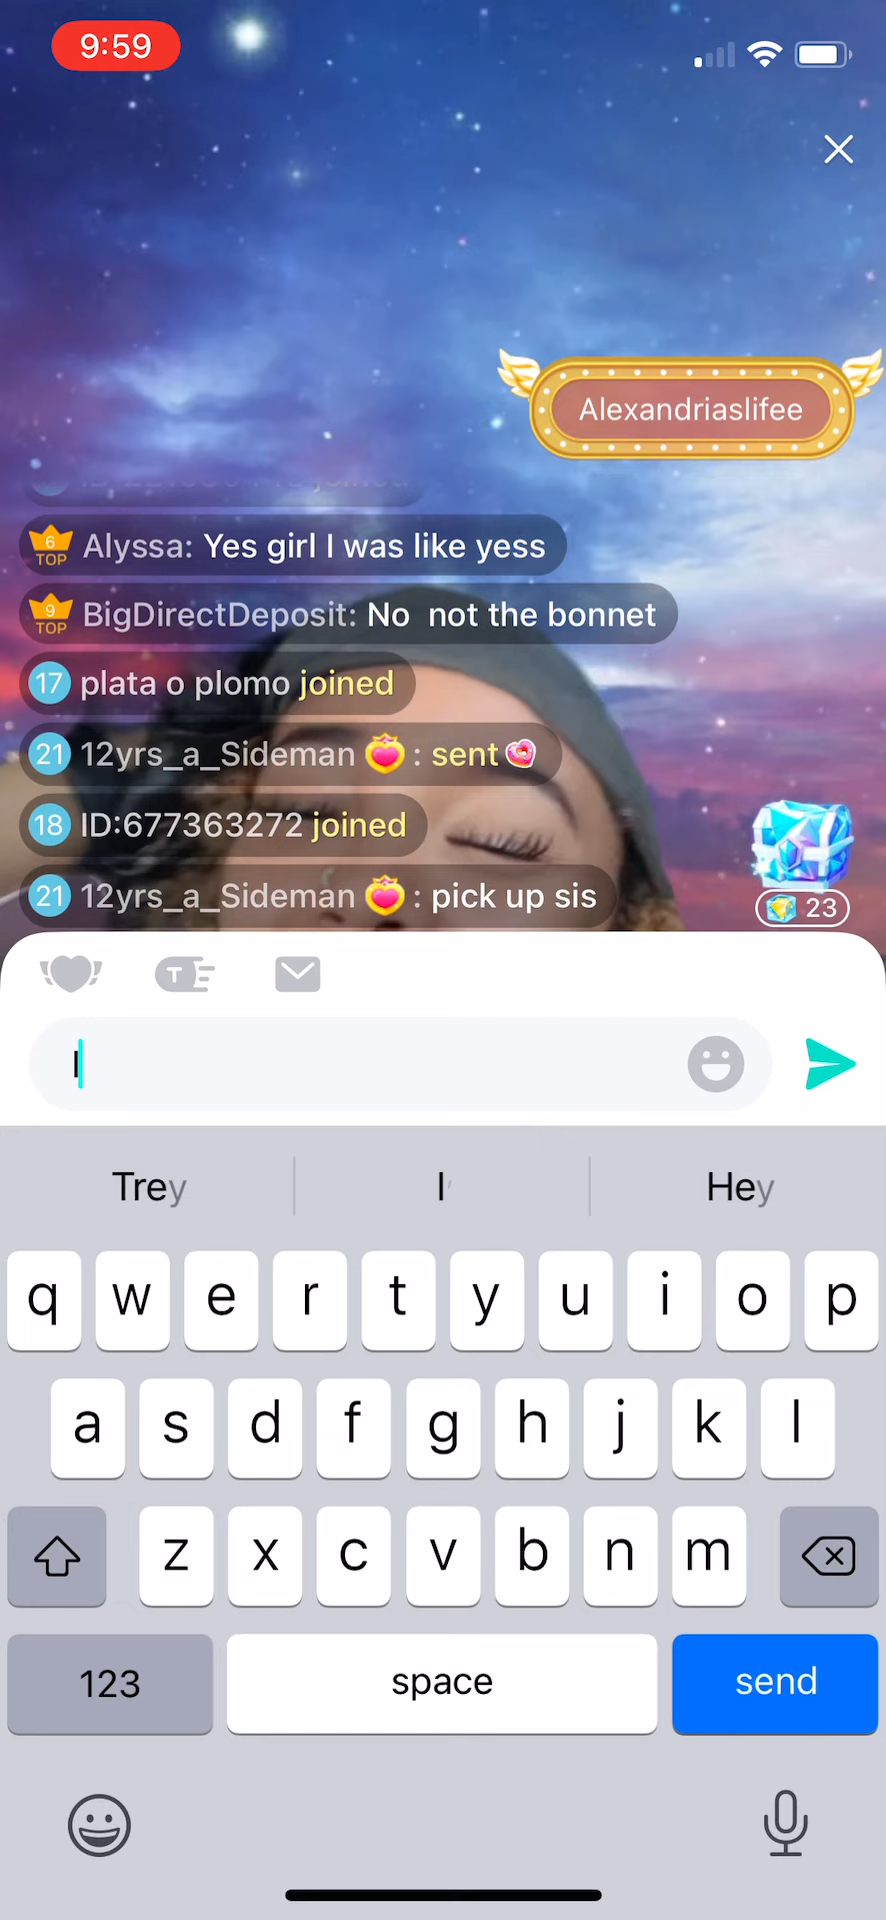 9:59
Alexandriaslifee
6 TOP Alyssa: Yes girl I was like yess
9 TOP BigDirectDeposit: No  not the bonnet
17 plata o plomo joined
21 12yrs_a_Sideman : sent
18 ID:677363272 joined
21 12yrs_a_Sideman : pick up sis
23
T
I
Trey I' Hey
q w e r t y u i o p
a s d f g h j k l
z x c v b n m
123 space send